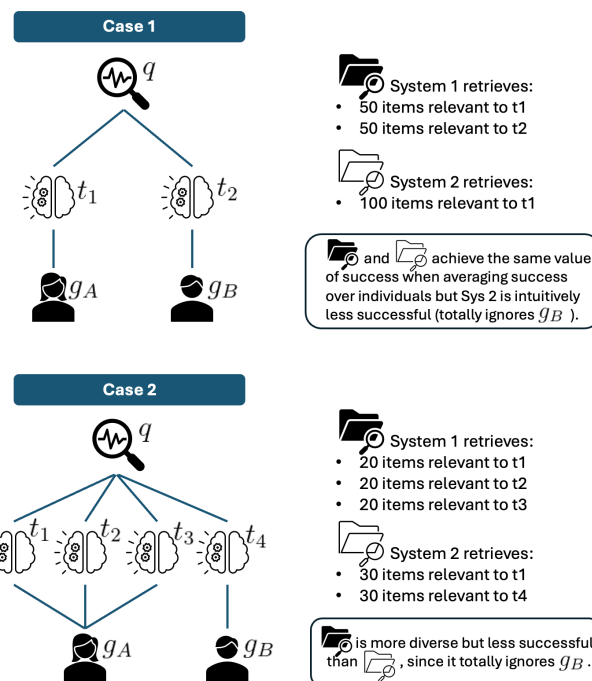 Case 1
q
System 1 retrieves:
• 50 items relevant to t1
• 50 items relevant to t2
t1 t2
System 2 retrieves:
• 100 items relevant to t1
gA gB
and achieve the same value
of success when averaging success
over individuals but Sys 2 is intuitively
less successful (totally ignores gB ).
Case 2
q
System 1 retrieves:
• 20 items relevant to t1
• 20 items relevant to t2
• 20 items relevant to t3
t1 t2 t3 t4
System 2 retrieves:
• 30 items relevant to t1
• 30 items relevant to t4
gA gB
is more diverse but less successful
than , since it totally ignores gB .